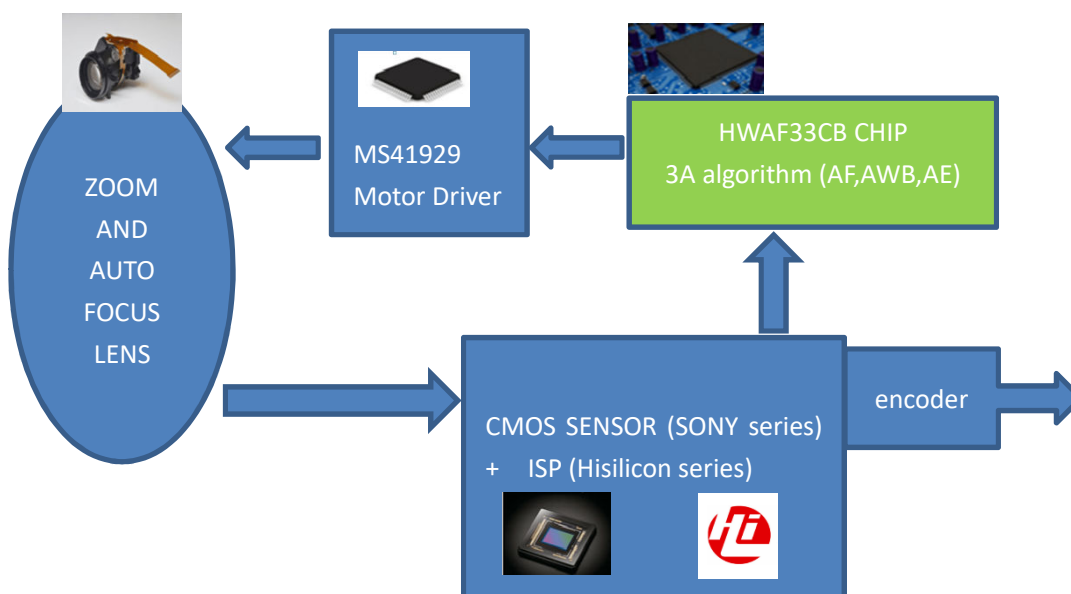 ZOOM
AND
AUTO
FOCUS
LENS
MS41929
Motor Driver
HWAF33CB CHIP
3A algorithm (AF,AWB,AE)
CMOS SENSOR (SONY series)
+ ISP (Hisilicon series)
Hi
encoder